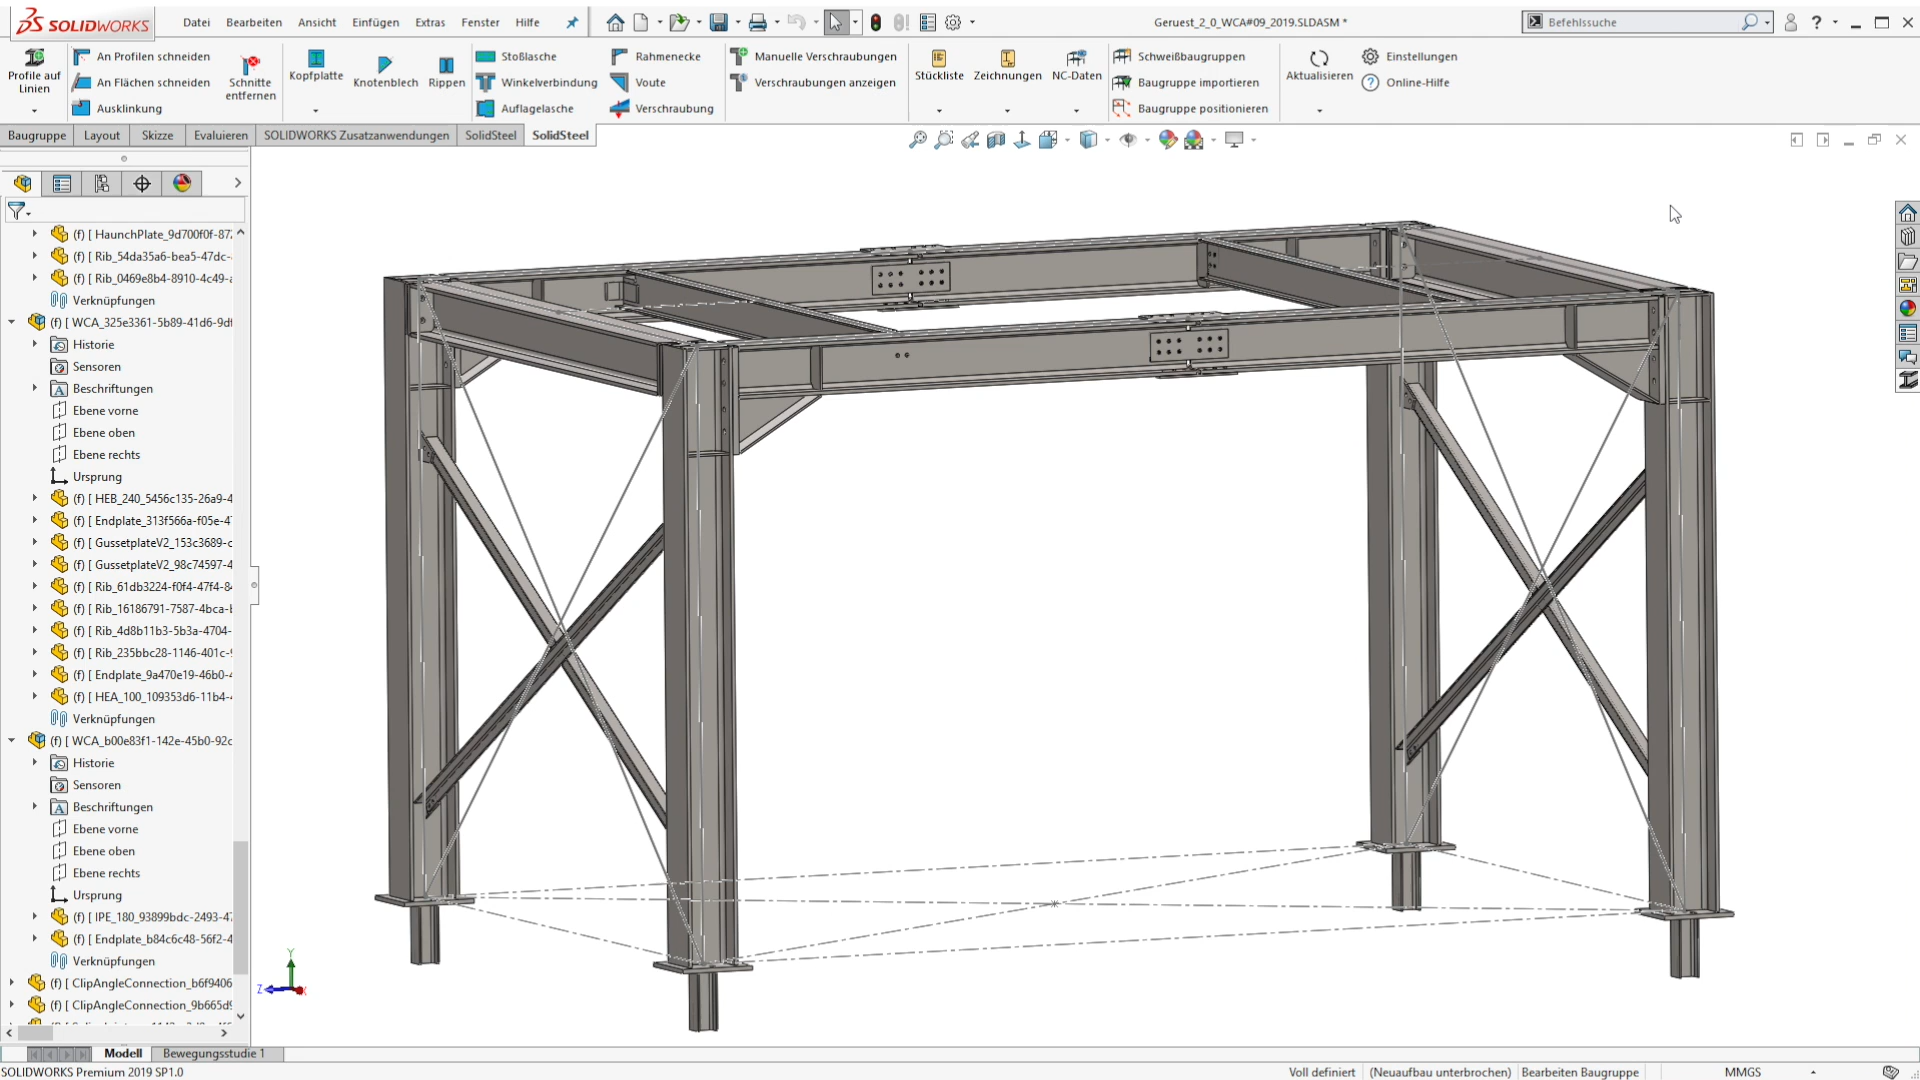 SOLIDWORKS
Datei Bearbeiten Ansicht Einfügen Extras Fenster Hilfe
Geruest_2_0_WCA#09_2019.SLDASM *
Befehlssuche
?
Profile auf Linien
An Profilen schneiden
An Flächen schneiden
Ausklinkung
Schnitte entfernen
Kopfplatte
Knotenblech
Rippen
Stoßlasche
Winkelverbindung
Auflagelasche
Rahmenecke
Voute
Verschraubung
Manuelle Verschraubungen
Verschraubungen anzeigen
Stückliste
Zeichnungen
NC-Daten
Schweißbaugruppen
Baugruppe importieren
Baugruppe positionieren
Aktualisieren
Einstellungen
Online-Hilfe
Baugruppe Layout Skizze Evaluieren SOLIDWORKS Zusatzanwendungen SolidSteel SolidSteel
(f) [ HaunchPlate_9d700f0f-87
(f) [ Rib_54da35a6-bea5-47dc-
(f) [ Rib_0469e8b4-8910-4c49-
Verknüpfungen
(f) [ WCA_325e3361-5b89-41d6-9d
Historie
Sensoren
Beschriftungen
Ebene vorne
Ebene oben
Ebene rechts
Ursprung
(f) [ HEB_240_5456c135-26a9-4
(f) [ Endplate_313f566a-f05e-4
(f) [ GussetplateV2_153c3689-c
(f) [ GussetplateV2_98c74597-4
(f) [ Rib_61db3224-f0f4-47f4-8
(f) [ Rib_16186791-7587-4bca-
(f) [ Rib_4d8b11b3-5b3a-4704-
(f) [ Rib_235bbc28-1146-401c-
(f) [ Endplate_9a470e19-46b0-
(f) [ HEA_100_109353d6-11b4-
Verknüpfungen
(f) [ WCA_b00e83f1-142e-45b0-92c
Historie
Sensoren
Beschriftungen
Ebene vorne
Ebene oben
Ebene rechts
Ursprung
(f) [ IPE_180_93899bdc-2493-4
(f) [ Endplate_b84c6c48-56f2-4
Verknüpfungen
(f) [ ClipAngleConnection_b6f9406
(f) [ ClipAngleConnection_9b665d
Y
Z
Modell Bewegungsstudie 1
SOLIDWORKS Premium 2019 SP1.0
Voll definiert (Neuaufbau unterbrochen) Bearbeiten Baugruppe MMGS